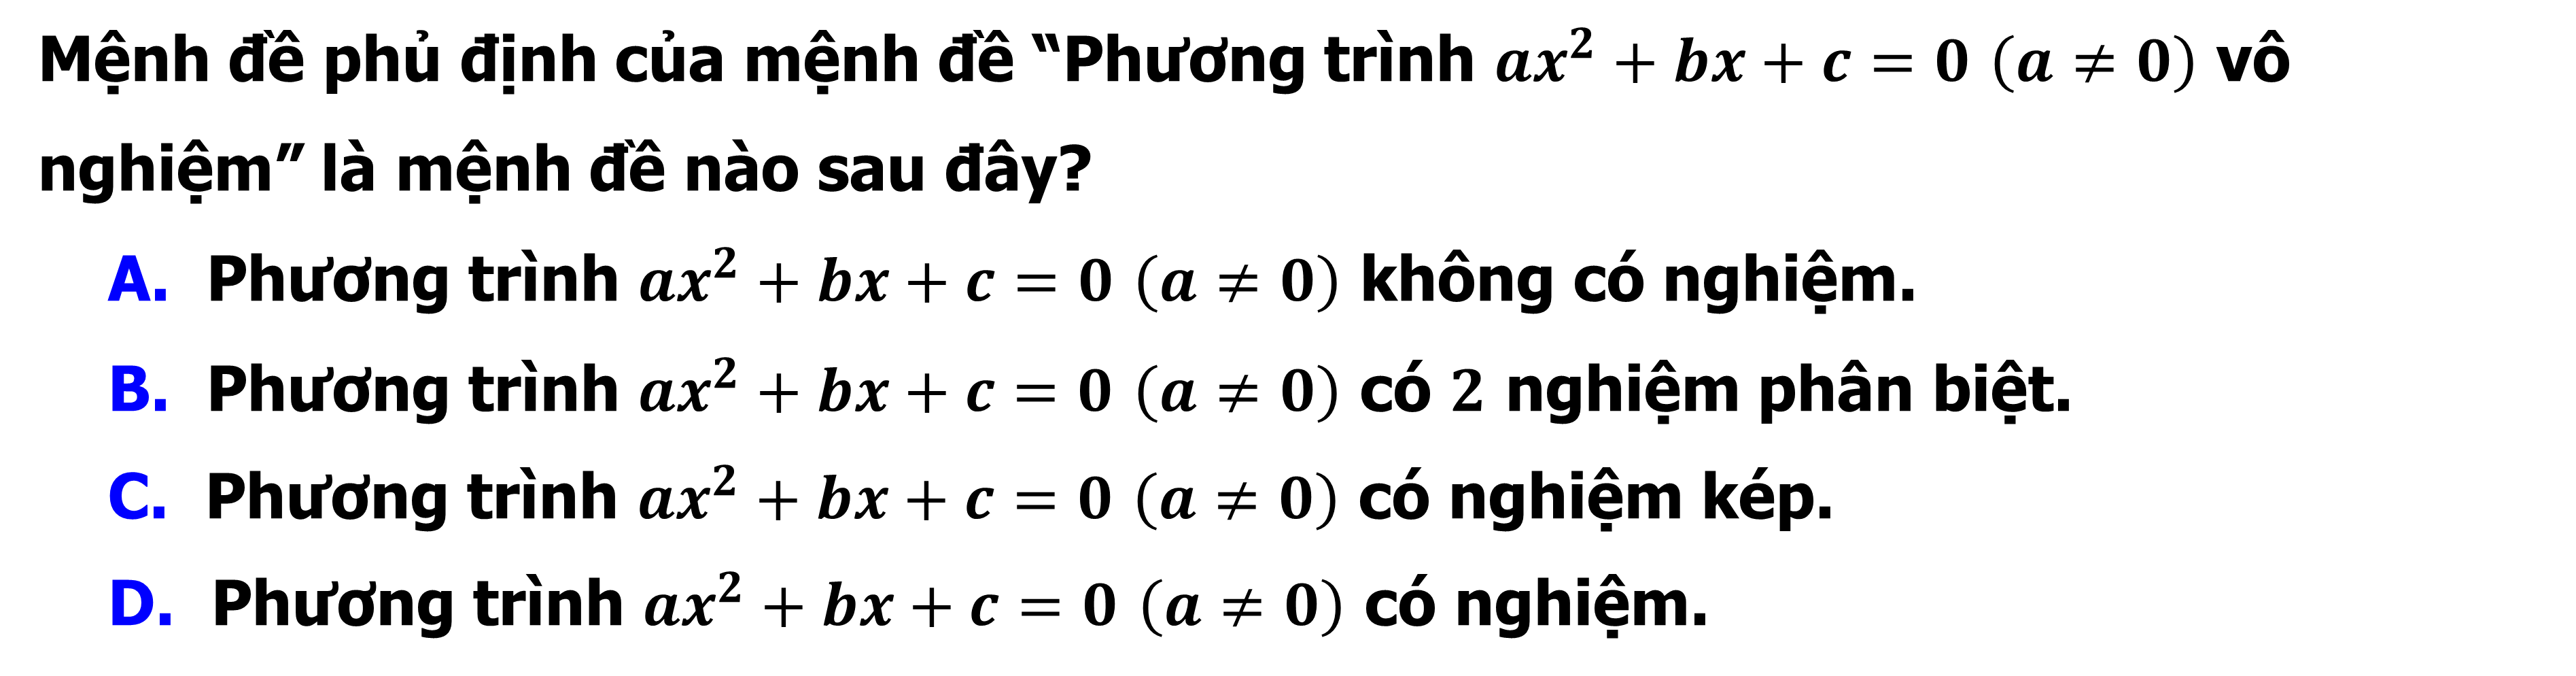 Mệnh đề phủ định của mệnh đề “Phương trình ax² + bx + c = 0 (a ≠ 0) vô
nghiệm” là mệnh đề nào sau đây?
A. Phương trình ax² + bx + c = 0 (a ≠ 0) không có nghiệm.
B. Phương trình ax² + bx + c = 0 (a ≠ 0) có 2 nghiệm phân biệt.
C. Phương trình ax² + bx + c = 0 (a ≠ 0) có nghiệm kép.
D. Phương trình ax² + bx + c = 0 (a ≠ 0) có nghiệm.